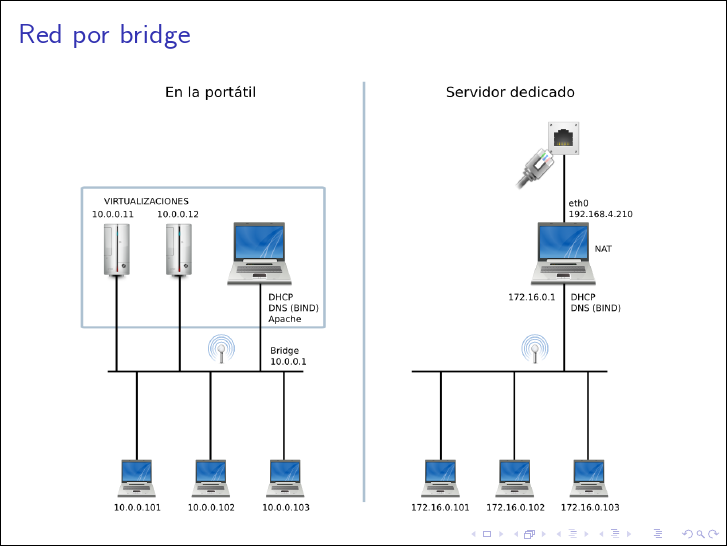 Red por bridge
En la portátil
VIRTUALIZACIONES
10.0.0.11 10.0.0.12
DHCP
DNS (BIND)
Apache
Bridge
10.0.0.1
10.0.0.101 10.0.0.102 10.0.0.103
Servidor dedicado
eth0
192.168.4.210
NAT
172.16.0.1
DHCP
DNS (BIND)
172.16.0.101 172.16.0.102 172.16.0.103